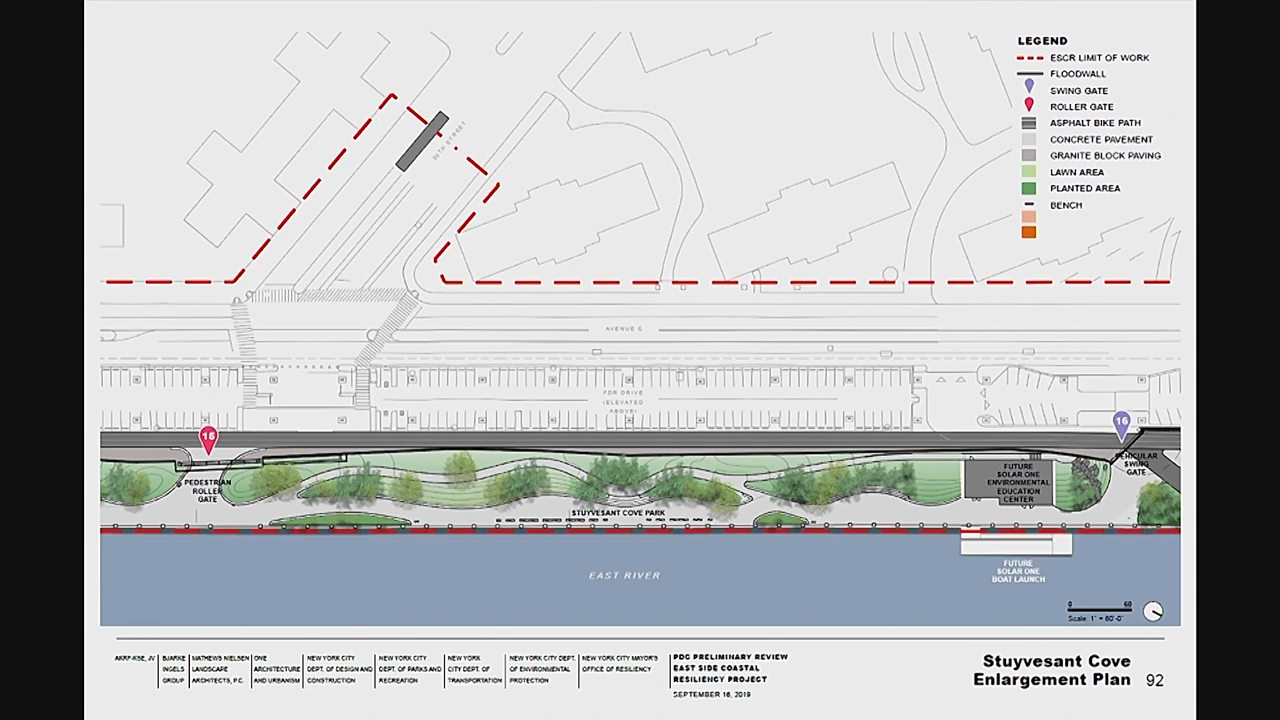 LEGEND
ESCR LIMIT OF WORK
FLOODWALL
SWING GATE
ROLLER GATE
ASPHALT BIKE PATH
CONCRETE PAVEMENT
GRANITE BLOCK PAVING
LAWN AREA
PLANTED AREA
BENCH
25TH STREET
AVENUE C
FDR DRIVE
(ELEVATED
ABOVE)
16
16
PEDESTRIAN
ROLLER
GATE
VEHICULAR
SWING
GATE
FUTURE
SOLAR ONE
ENVIRONMENTAL
EDUCATION
CENTER
STUYVESANT COVE PARK
EAST RIVER
FUTURE
SOLAR ONE
BOAT LAUNCH
0 60
Scale: 1" = 60'-0"
AKRF-KSE, JV
BJARKE
INGELS
GROUP
MATHEWS NIELSEN
LANDSCAPE
ARCHITECTS, P.C.
ONE
ARCHITECTURE
AND URBANISM
NEW YORK CITY
DEPT. OF DESIGN AND
CONSTRUCTION
NEW YORK CITY
DEPT. OF PARKS AND
RECREATION
NEW YORK
CITY DEPT. OF
TRANSPORTATION
NEW YORK CITY DEPT.
OF ENVIRONMENTAL
PROTECTION
NEW YORK CITY MAYOR'S
OFFICE OF RESILIENCY
PDC PRELIMINARY REVIEW
EAST SIDE COASTAL
RESILIENCY PROJECT
SEPTEMBER 16, 2019
Stuyvesant Cove
Enlargement Plan 92